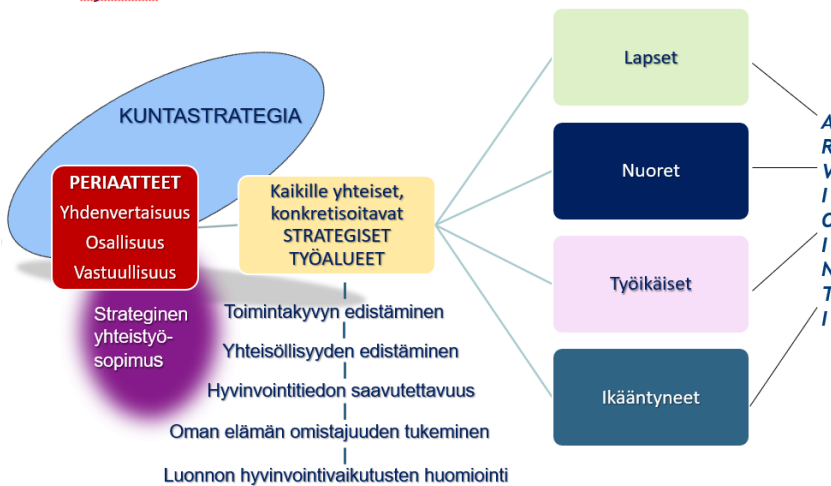 KUNTASTRATEGIA
PERIAATTEET
Yhdenvertaisuus
Osallisuus
Vastuullisuus
Strateginen
yhteistyö-
sopimus
Kaikille yhteiset,
konkretisoitavat
STRATEGISET
TYÖALUEET
Toimintakyvyn edistäminen
Yhteisöllisyyden edistäminen
Hyvinvointitiedon saavutettavuus
Oman elämän omistajuuden tukeminen
Luonnon hyvinvointivaikutusten huomiointi
Lapset
Nuoret
Työikäiset
Ikääntyneet
A
R
V
I
O
I
N
T
I